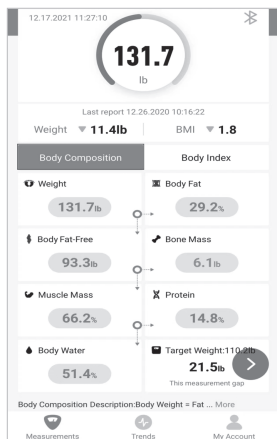 12.17.2021 11:27:10
131.7
lb
Last report 12.26.2020 10:16:22
Weight ▼ 11.4lb BMI ▼ 1.8
Body Composition Body Index
Weight Body Fat
131.7lb 29.2%
Body Fat-Free Bone Mass
93.3lb 6.1lb
Muscle Mass Protein
66.2% 14.8%
Body Water Target Weight:110.2lb
51.4% 21.5lb
This measurement gap
Body Composition Description:Body Weight = Fat ... More
Measurements Trends My Account